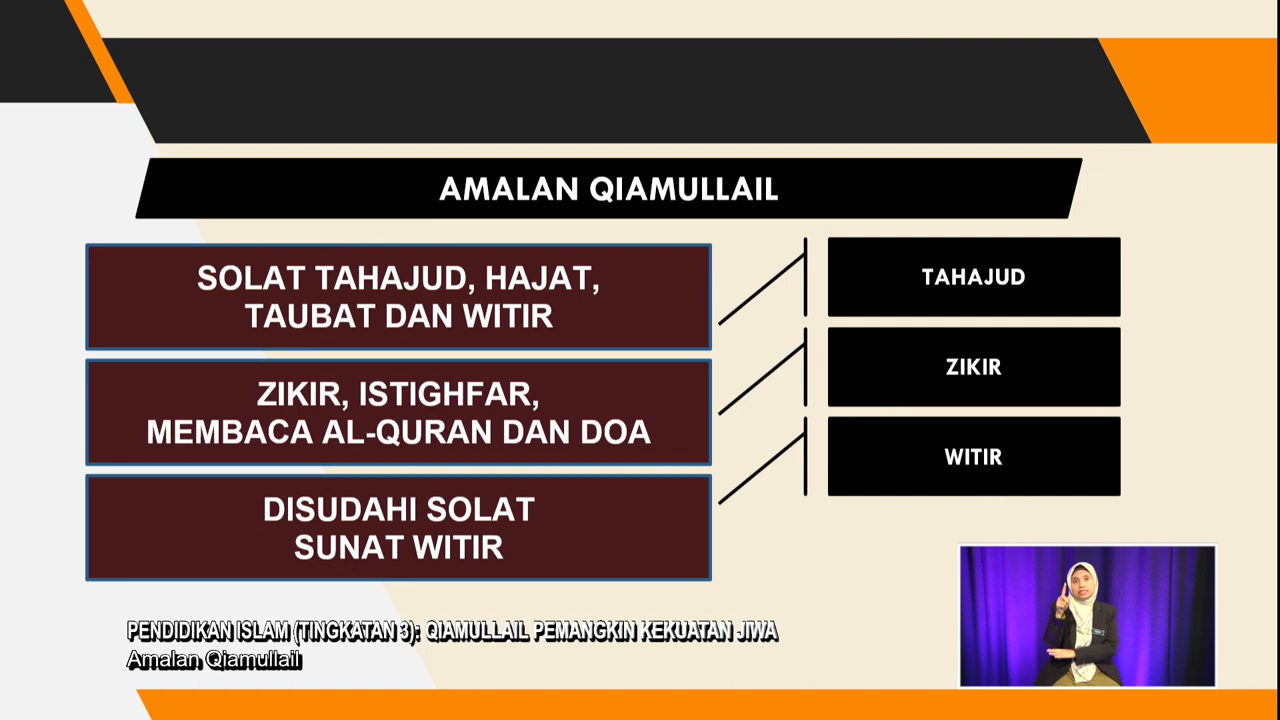 AMALAN QIAMULLAIL
SOLAT TAHAJUD, HAJAT,
TAUBAT DAN WITIR
TAHAJUD
ZIKIR, ISTIGHFAR,
MEMBACA AL-QURAN DAN DOA
ZIKIR
DISUDAHI SOLAT
SUNAT WITIR
WITIR
PENDIDIKAN ISLAM (TINGKATAN 3): QIAMULLAIL PEMANGKIN KEKUATAN JIWA
Amalan Qiamullail